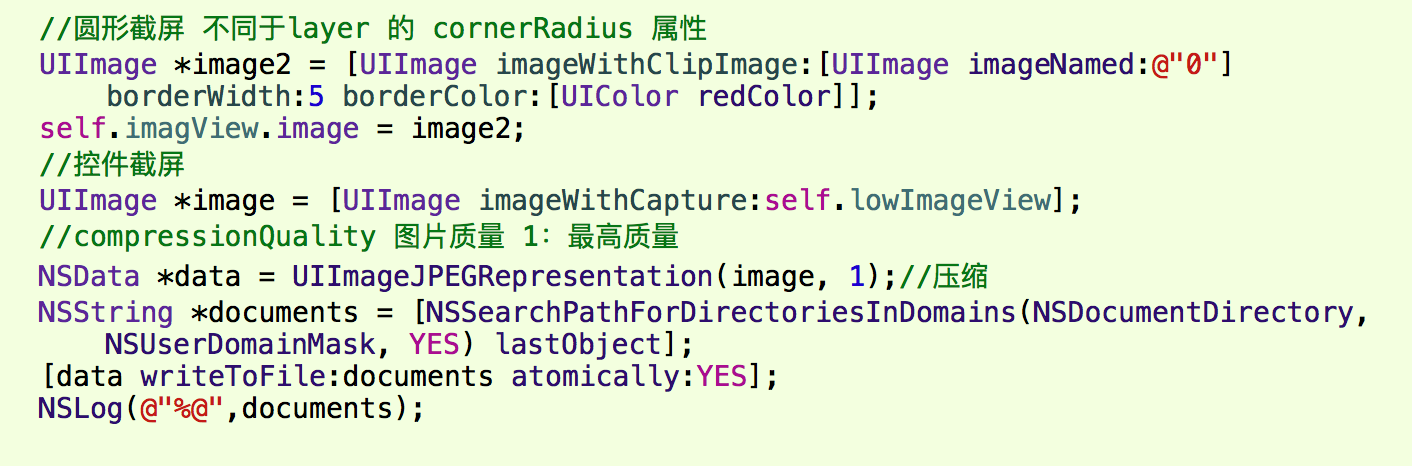 //圆形截屏 不同于layer 的 cornerRadius 属性
UIImage *image2 = [UIImage imageWithClipImage:[UIImage imageNamed:@"0"]
borderWidth:5 borderColor:[UIColor redColor]];
self.imagView.image = image2;
//控件截屏
UIImage *image = [UIImage imageWithCapture:self.lowImageView];
//compressionQuality 图片质量 1：最高质量
NSData *data = UIImageJPEGRepresentation(image, 1);//压缩
NSString *documents = [NSSearchPathForDirectoriesInDomains(NSDocumentDirectory,
NSUserDomainMask, YES) lastObject];
[data writeToFile:documents atomically:YES];
NSLog(@"%@",documents);